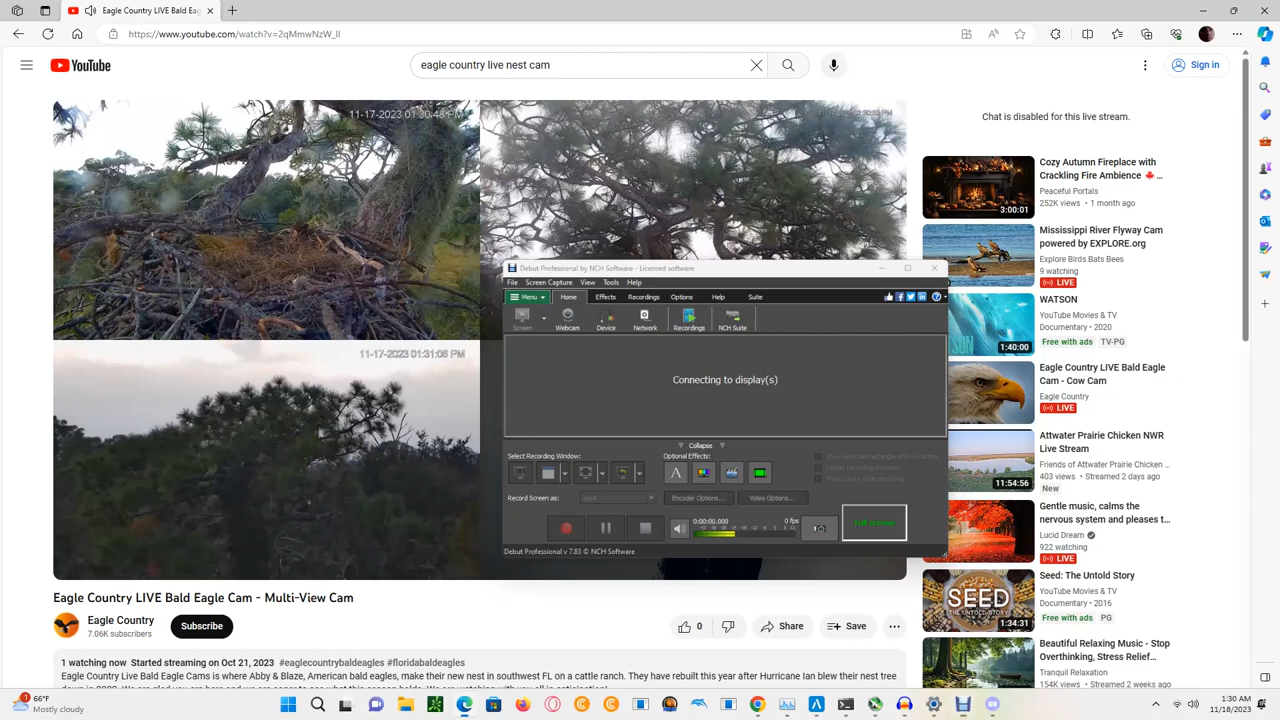 Eagle Country LIVE Bald Eag
https://www.youtube.com/watch?v=2qMmwNzW_lI
YouTube
eagle country live nest cam
Sign in
11-17-2023 01:30:48 PM
11-17-2023 01:31:08 PM
Chat is disabled for this live stream.
Cozy Autumn Fireplace with
Crackling Fire Ambience 🍁 ...
Peaceful Portals
252K views • 1 month ago
3:00:01
Mississippi River Flyway Cam
powered by EXPLORE.org
Explore Birds Bats Bees
9 watching
LIVE
WATSON
YouTube Movies & TV
Documentary • 2020
Free with ads TV-PG
1:40:00
Eagle Country LIVE Bald Eagle
Cam - Cow Cam
Eagle Country
LIVE
Attwater Prairie Chicken NWR
Live Stream
Friends of Attwater Prairie Chicken ...
403 views • Streamed 2 days ago
New
11:54:56
Gentle music, calms the
nervous system and pleases t...
Lucid Dream
922 watching
LIVE
Seed: The Untold Story
YouTube Movies & TV
Documentary • 2016
Free with ads PG
SEED
THE UNTOLD STORY
1:34:31
Beautiful Relaxing Music - Stop
Overthinking, Stress Relief...
Tranquil Relaxation
154K views • Streamed 2 weeks ago
Debut Professional by NCH Software - Licensed software
File Screen Capture View Tools Help
Menu Home Effects Recordings Options Help Suite
Screen Webcam Device Network Recordings NCH Suite
Connecting to display(s)
Collapse
Select Recording Window:
Optional Effects:
Record Screen as:
Encoder Options...
Video Options...
0:00:00.000
0 fps
Full screen
Debut Professional v 7.83 © NCH Software
Eagle Country LIVE Bald Eagle Cam - Multi-View Cam
Eagle Country
7.06K subscribers
Subscribe
0
Share
Save
1 watching now Started streaming on Oct 21, 2023 #eaglecountrybaldeagles #floridabaldeagles
Eagle Country Live Bald Eagle Cams is where Abby & Blaze, American bald eagles, make their new nest in southwest FL on a cattle ranch. They have rebuilt this year after Hurricane Ian blew their nest tree
1
66°F
Mostly cloudy
1:30 AM
11/18/2023